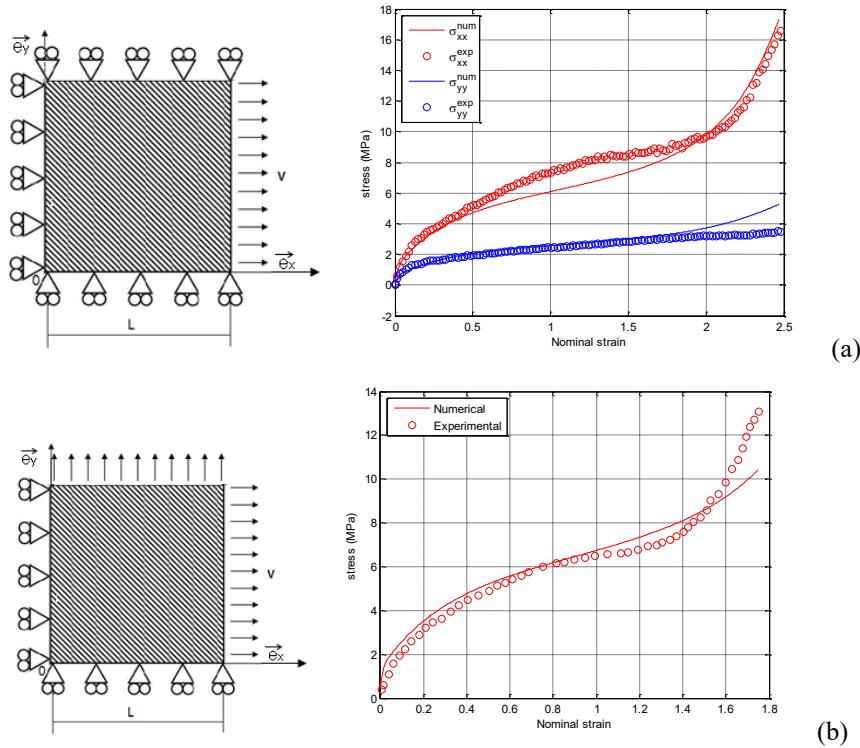 e_y
0
e_x
L
v
σ_xx^num
σ_xx^exp
σ_yy^num
σ_yy^exp
stress (MPa)
18
16
14
12
10
8
6
4
2
0
-2
0 0.5 1 1.5 2 2.5
Nominal strain
(a)
e_y
0
e_x
L
v
Numerical
Experimental
stress (MPa)
14
12
10
8
6
4
2
0
0 0.2 0.4 0.6 0.8 1 1.2 1.4 1.6 1.8
Nominal strain
(b)